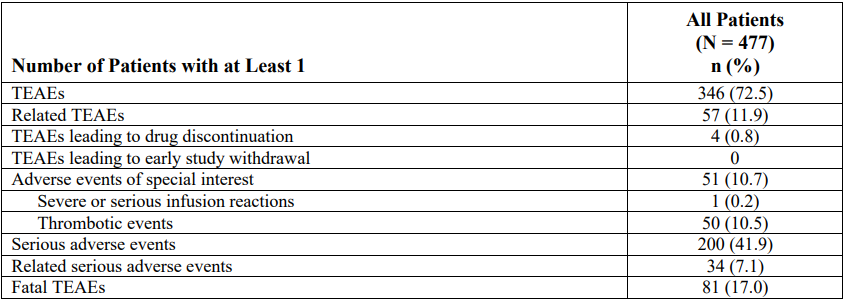 All Patients
(N = 477)
Number of Patients with at Least 1 n (%)
TEAEs 346 (72.5)
Related TEAEs 57 (11.9)
TEAEs leading to drug discontinuation 4 (0.8)
TEAEs leading to early study withdrawal 0
Adverse events of special interest 51 (10.7)
Severe or serious infusion reactions 1 (0.2)
Thrombotic events 50 (10.5)
Serious adverse events 200 (41.9)
Related serious adverse events 34 (7.1)
Fatal TEAEs 81 (17.0)